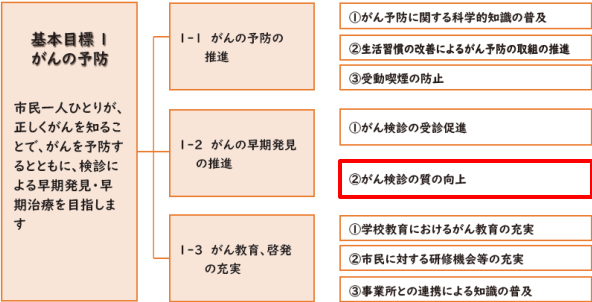 基本目標1
がんの予防
市民一人ひとりが、
正しくがんを知ること
で、がんを予防す
るとともに、検診に
よる早期発見・早
期治療を目指しま
す
1-1 がんの予防の
推進
①がん予防に関する科学的知識の普及
②生活習慣の改善によるがん予防の取組の推進
③受動喫煙の防止
1-2 がんの早期発見
の推進
①がん検診の受診促進
②がん検診の質の向上
1-3 がん教育、啓発
の充実
①学校教育におけるがん教育の充実
②市民に対する研修機会等の充実
③事業所との連携による知識の普及